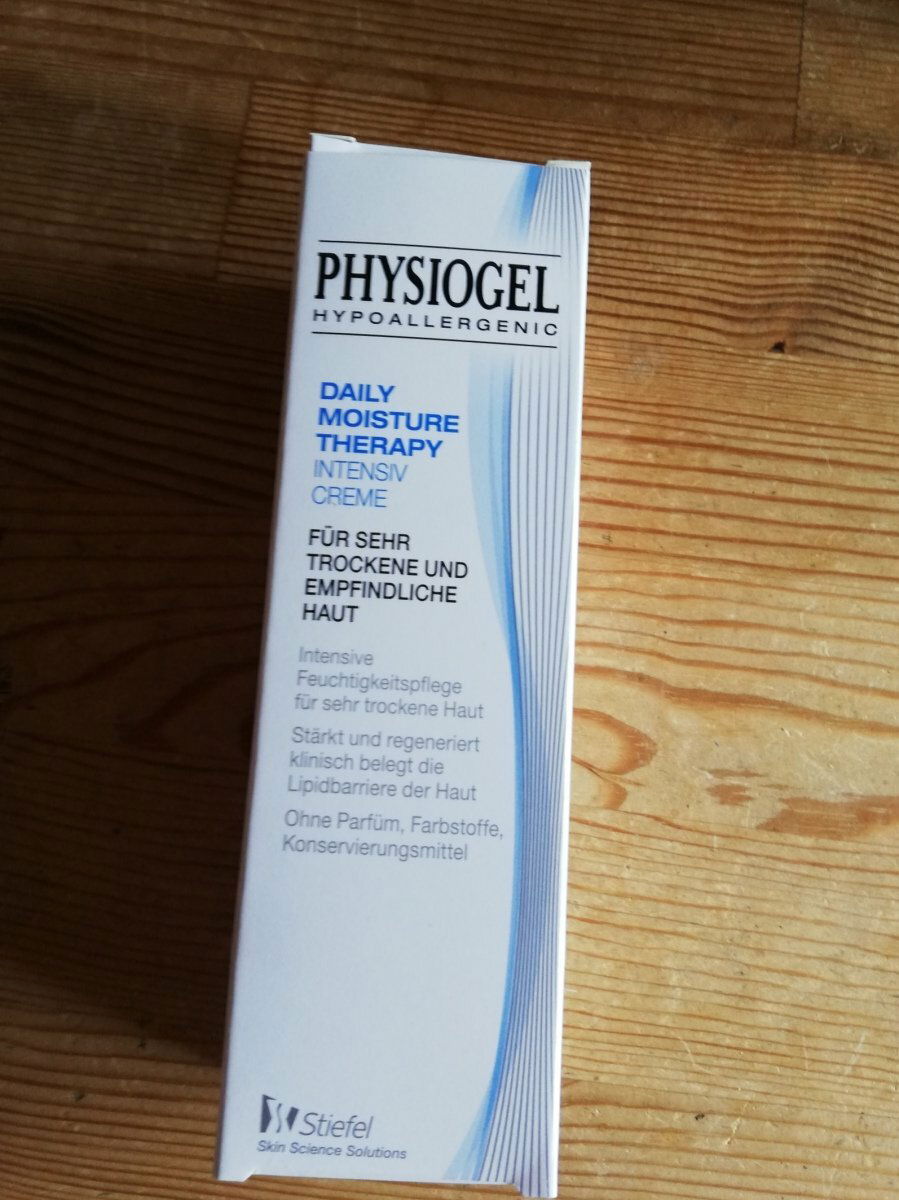 PHYSIOGEL
HYPOALLERGENIC
DAILY
MOISTURE
THERAPY
INTENSIV
CREME
FÜR SEHR
TROCKENE UND
EMPFINDLICHE
HAUT
Intensive
Feuchtigkeitspflege
für sehr trockene Haut
Stärkt und regeneriert
klinisch belegt die
Lipidbarriere der Haut
Ohne Parfüm, Farbstoffe,
Konservierungsmittel
Stiefel
Skin Science Solutions